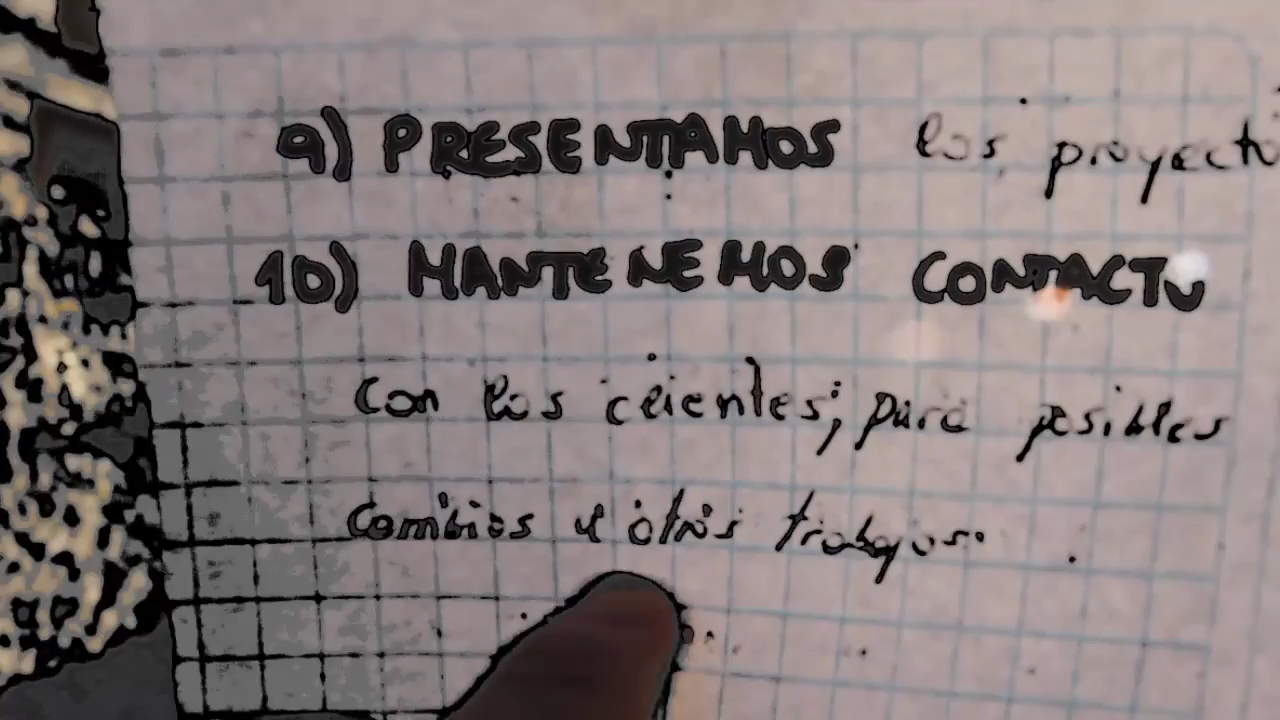 9) PRESENTAMOS los proyecto
10) MANTENEMOS CONTACTO
con los clientes; para posibles
cambios u otros trabajos.